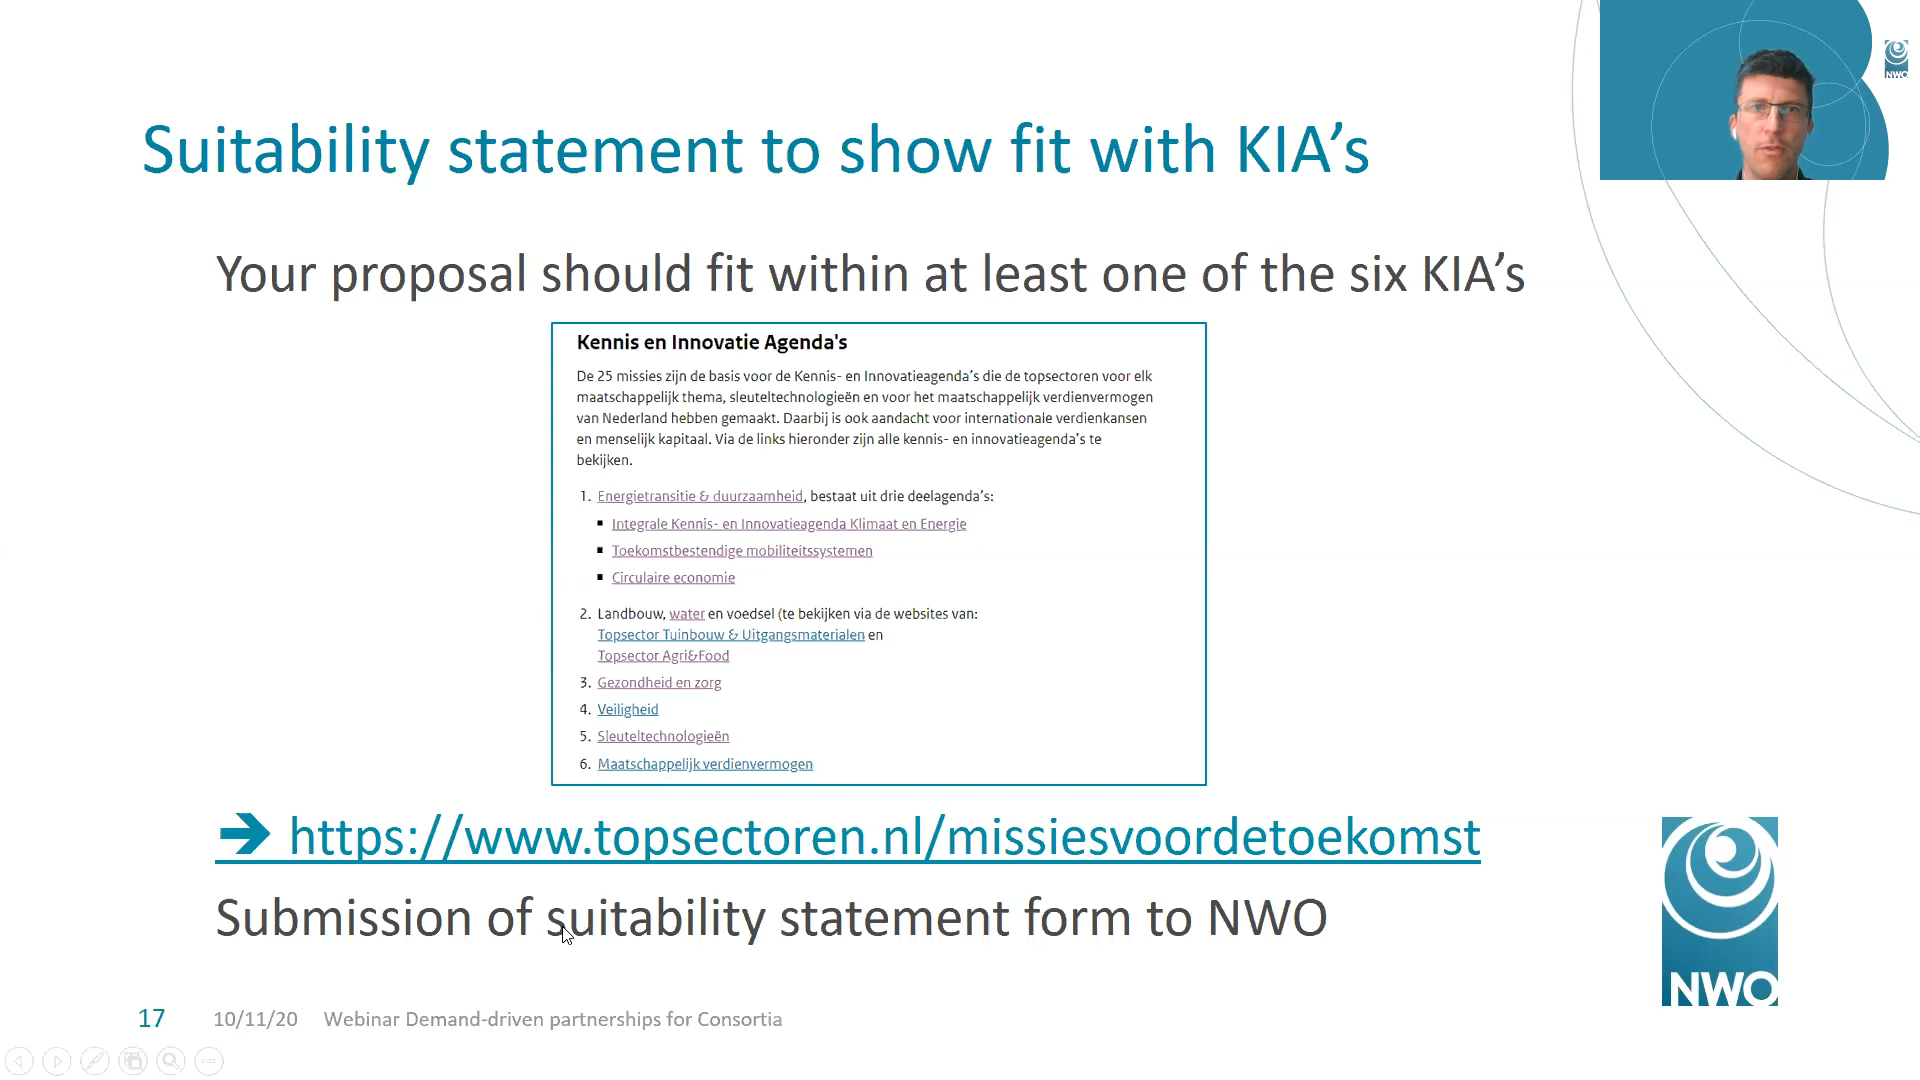 NWO
Suitability statement to show fit with KIA’s
Your proposal should fit within at least one of the six KIA’s
Kennis en Innovatie Agenda's
De 25 missies zijn de basis voor de Kennis- en Innovatieagenda’s die de topsectoren voor elk
maatschappelijk thema, sleuteltechnologieën en voor het maatschappelijk verdienvermogen
van Nederland hebben gemaakt. Daarbij is ook aandacht voor internationale verdienkansen
en menselijk kapitaal. Via de links hieronder zijn alle kennis- en innovatieagenda’s te
bekijken.
1. Energietransitie & duurzaamheid, bestaat uit drie deelagenda’s:
▪ Integrale Kennis- en Innovatieagenda Klimaat en Energie
▪ Toekomstbestendige mobiliteitssystemen
▪ Circulaire economie
2. Landbouw, water en voedsel (te bekijken via de websites van:
Topsector Tuinbouw & Uitgangsmaterialen en
Topsector Agri&Food
3. Gezondheid en zorg
4. Veiligheid
5. Sleuteltechnologieën
6. Maatschappelijk verdienvermogen
➔ https://www.topsectoren.nl/missiesvoordetoekomst
Submission of suitability statement form to NWO
NWO
17 10/11/20 Webinar Demand-driven partnerships for Consortia